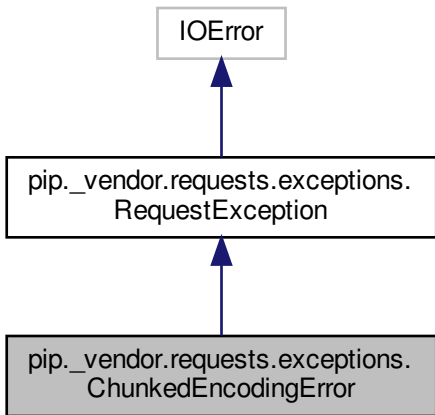 IOError
pip._vendor.requests.exceptions.
RequestException
pip._vendor.requests.exceptions.
ChunkedEncodingError